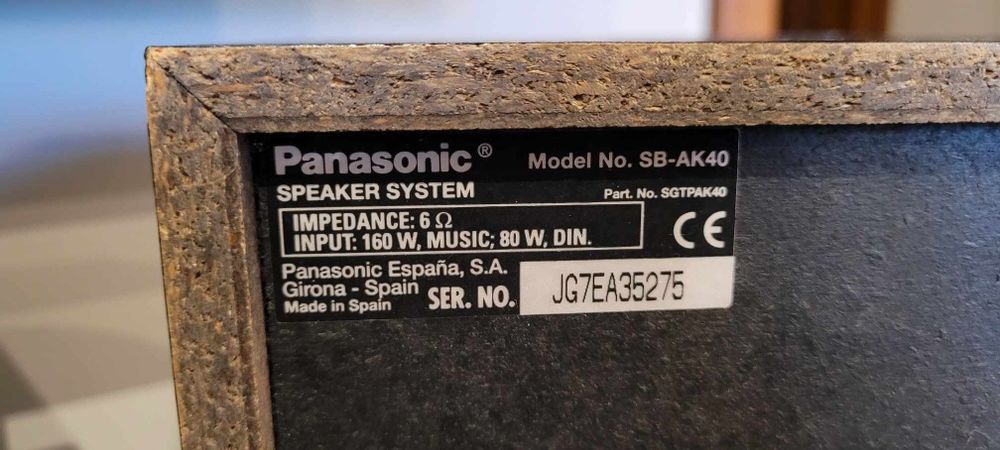 Panasonic® Model No. SB-AK40
SPEAKER SYSTEM Part. No. SGTPAK40
IMPEDANCE: 6 Ω
INPUT: 160 W, MUSIC; 80 W, DIN.
CE
Panasonic España, S.A.
Girona - Spain
Made in Spain
SER. NO. JG7EA35275